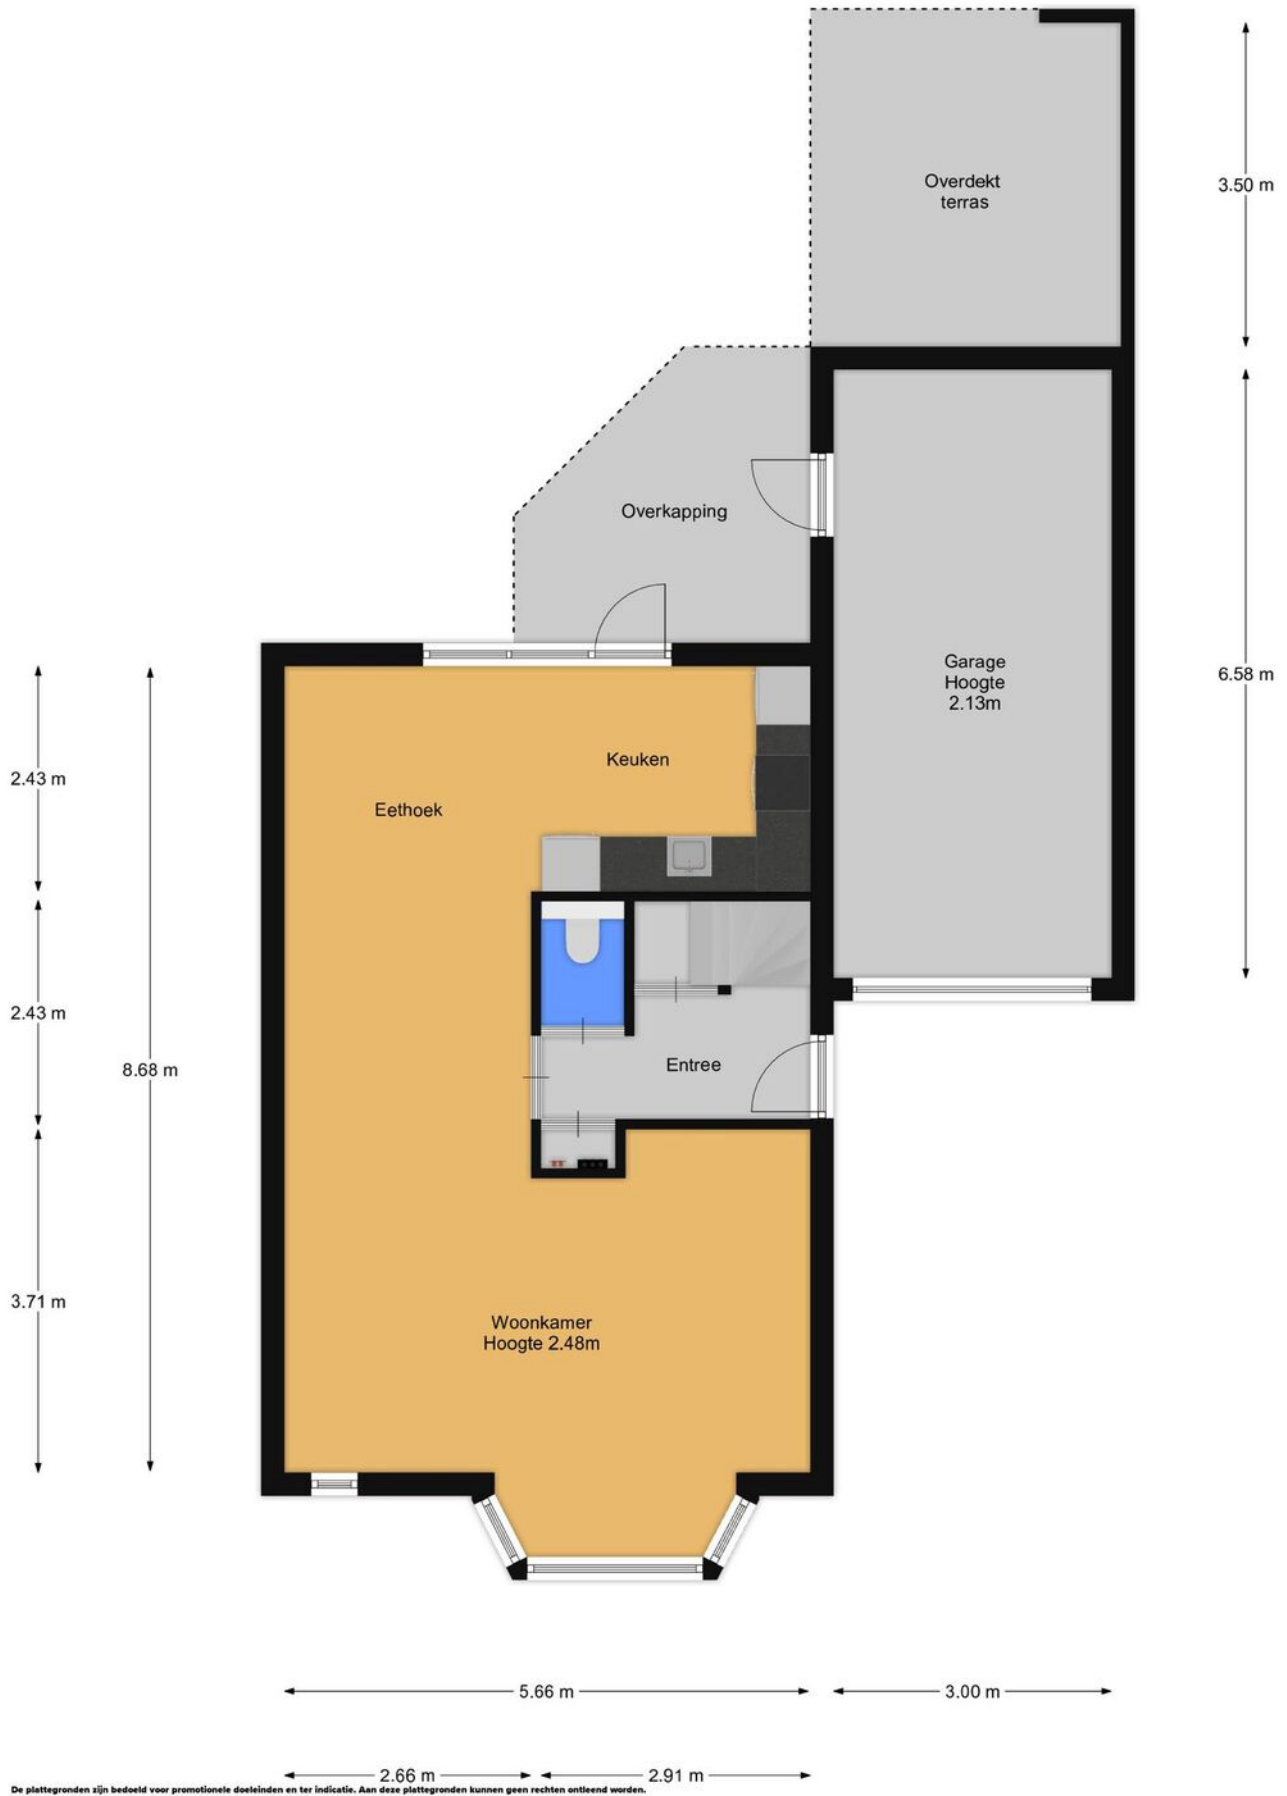 Overdekt
terras
3.50 m
Overkapping
Garage
Hoogte
2.13m
6.58 m
Keuken
Eethoek
2.43 m
2.43 m
8.68 m
Entree
3.71 m
Woonkamer
Hoogte 2.48m
5.66 m
3.00 m
2.66 m
2.91 m
De plattegronden zijn bedoeld voor promotionele doeleinden en ter indicatie. Aan deze plattegronden kunnen geen rechten ontleend worden.